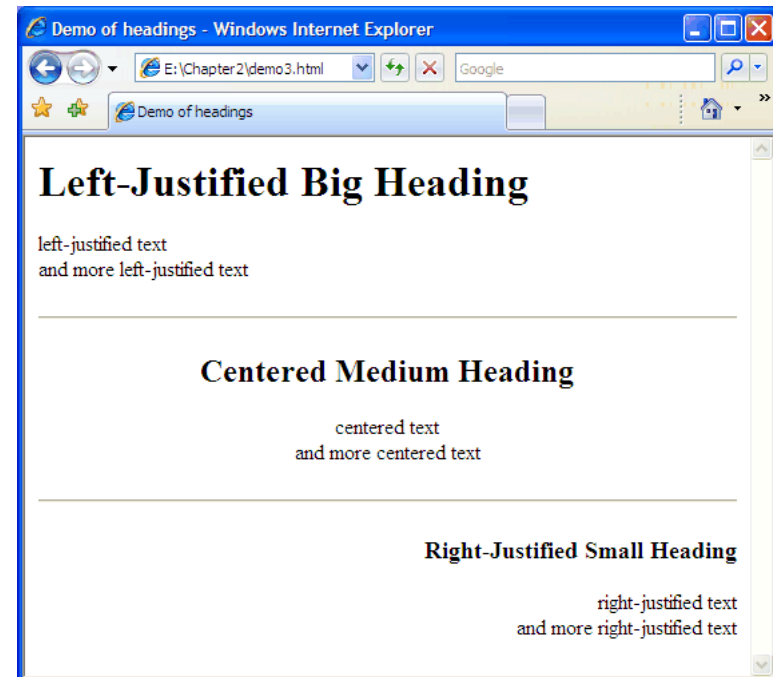 Demo of headings - Windows Internet Explorer
E:\Chapter2\demo3.html
Google
Demo of headings
Left-Justified Big Heading
left-justified text
and more left-justified text
Centered Medium Heading
centered text
and more centered text
Right-Justified Small Heading
right-justified text
and more right-justified text